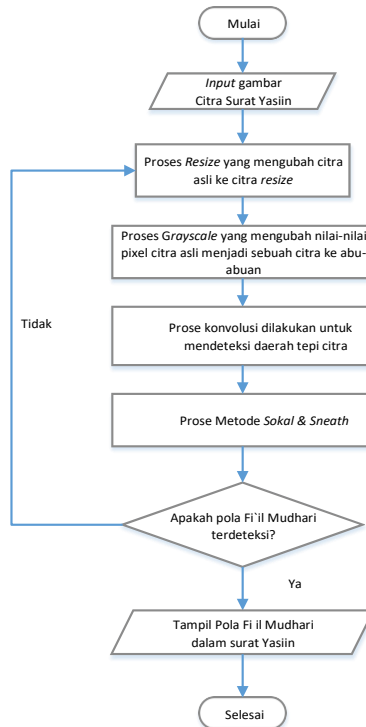 Mulai
Input gambar
Citra Surat Yasiin
Proses Resize yang mengubah citra
asli ke citra resize
Proses Grayscale yang mengubah nilai-nilai
pixel citra asli menjadi sebuah citra ke abu-
abuan
Tidak
Prose konvolusi dilakukan untuk
mendeteksi daerah tepi citra
Prose Metode Sokal & Sneath
Apakah pola Fi`il Mudhari
terdeteksi?
Ya
Tampil Pola Fi il Mudhari
dalam surat Yasiin
Selesai